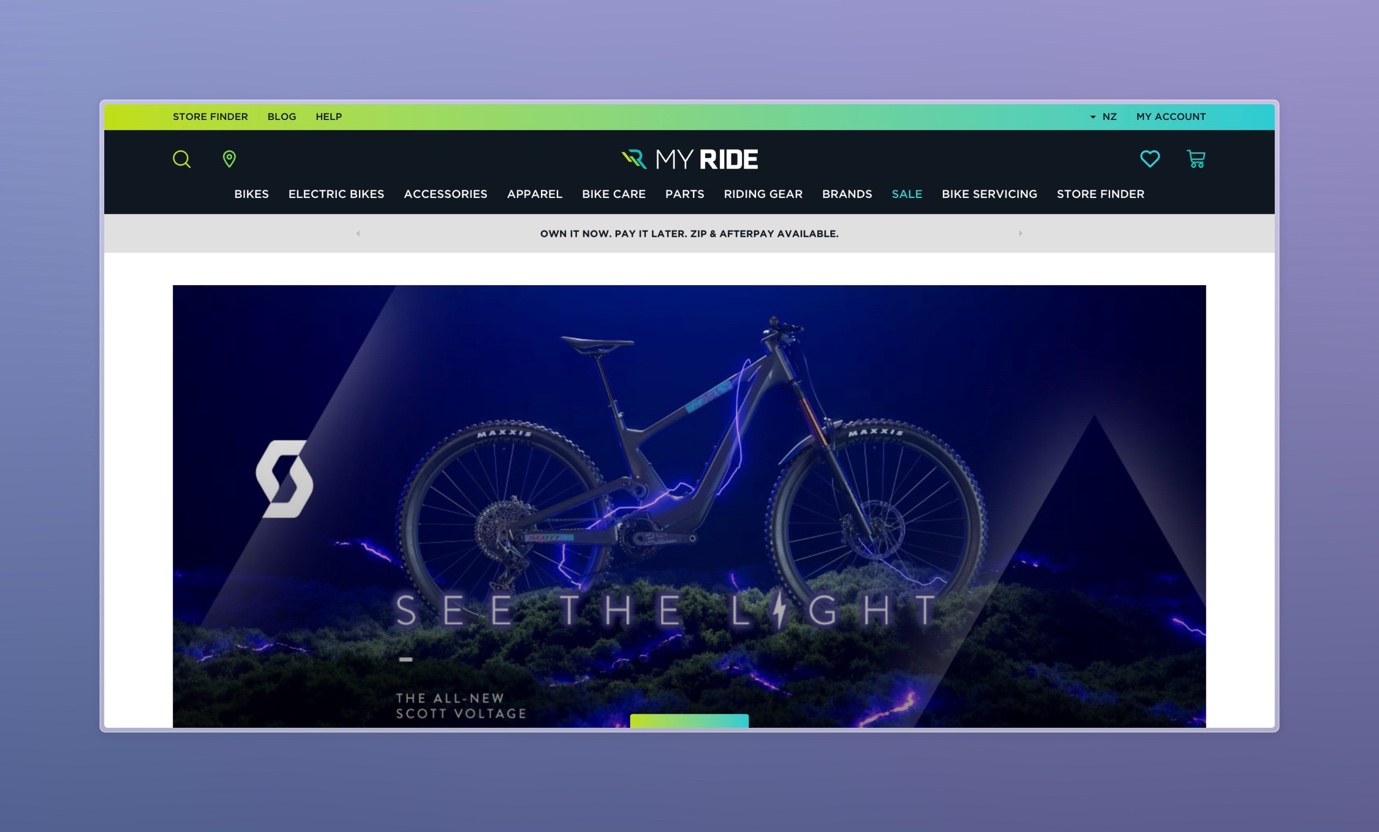 STORE FINDER BLOG HELP NZ MY ACCOUNT
MY RIDE
BIKES ELECTRIC BIKES ACCESSORIES APPAREL BIKE CARE PARTS RIDING GEAR BRANDS SALE BIKE SERVICING STORE FINDER
OWN IT NOW. PAY IT LATER. ZIP & AFTERPAY AVAILABLE.
MAXXIS MAXXIS
SEE THE LIGHT
THE ALL-NEW
SCOTT VOLTAGE